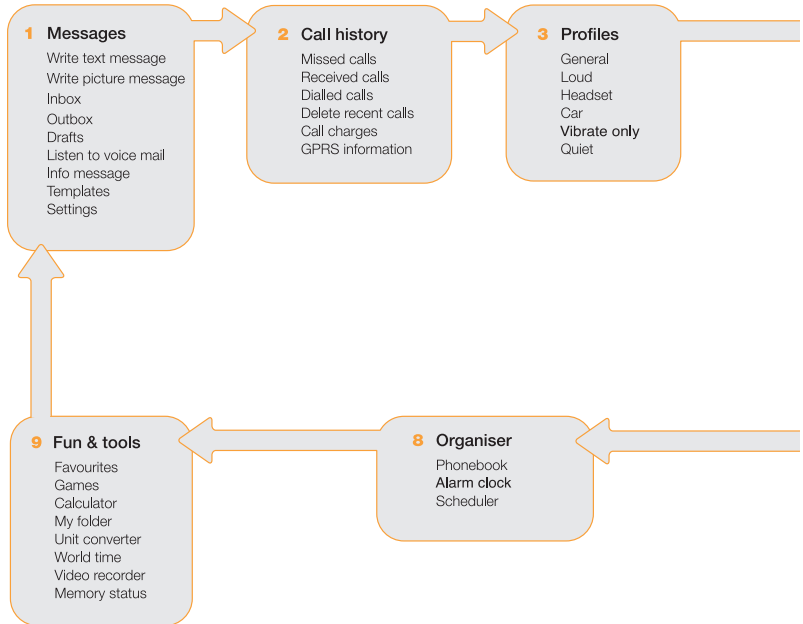 1 Messages
Write text message
Write picture message
Inbox
Outbox
Drafts
Listen to voice mail
Info message
Templates
Settings
2 Call history
Missed calls
Received calls
Dialled calls
Delete recent calls
Call charges
GPRS information
3 Profiles
General
Loud
Headset
Car
Vibrate only
Quiet
9 Fun & tools
Favourites
Games
Calculator
My folder
Unit converter
World time
Video recorder
Memory status
8 Organiser
Phonebook
Alarm clock
Scheduler